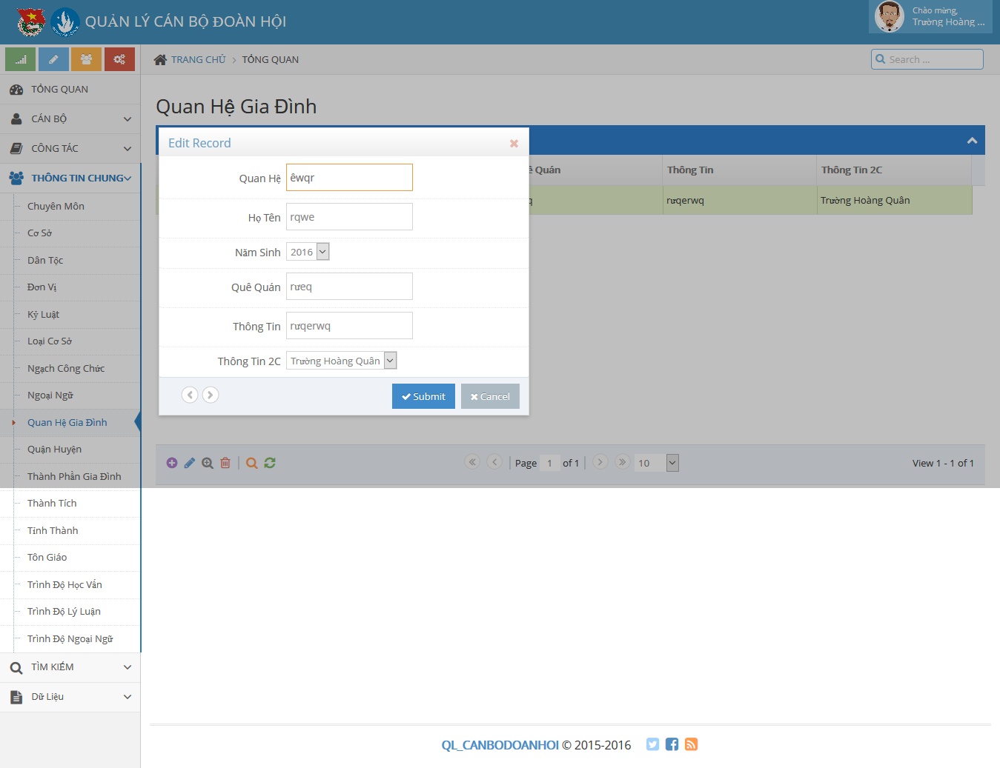 QUẢN LÝ CÁN BỘ ĐOÀN HỘI
Chào mừng,
Trường Hoàng ...
TRANG CHỦ > TỔNG QUAN
Search ...
TỔNG QUAN
CÁN BỘ
CÔNG TÁC
THÔNG TIN CHUNG
Chuyên Môn
Cơ Sở
Dân Tộc
Đơn Vị
Kỷ Luật
Loại Cơ Sở
Ngạch Công Chức
Ngoại Ngữ
Quan Hệ Gia Đình
Quận Huyện
Thành Phần Gia Đình
Thành Tích
Tỉnh Thành
Tôn Giáo
Trình Độ Học Vấn
Trình Độ Lý Luận
Trình Độ Ngoại Ngữ
TÌM KIẾM
Dữ Liệu
Quan Hệ Gia Đình
Edit Record
Quan Hệ êwqr
Họ Tên rqwe
Năm Sinh 2016
Quê Quán rưeq
Thông Tin rưqerwq
Thông Tin 2C Trường Hoàng Quân
Submit Cancel
ê Quán Thông Tin Thông Tin 2C
q rưqerwq Trường Hoàng Quân
Page 1 of 1 10 View 1 - 1 of 1
QL_CANBODOANHOI © 2015-2016